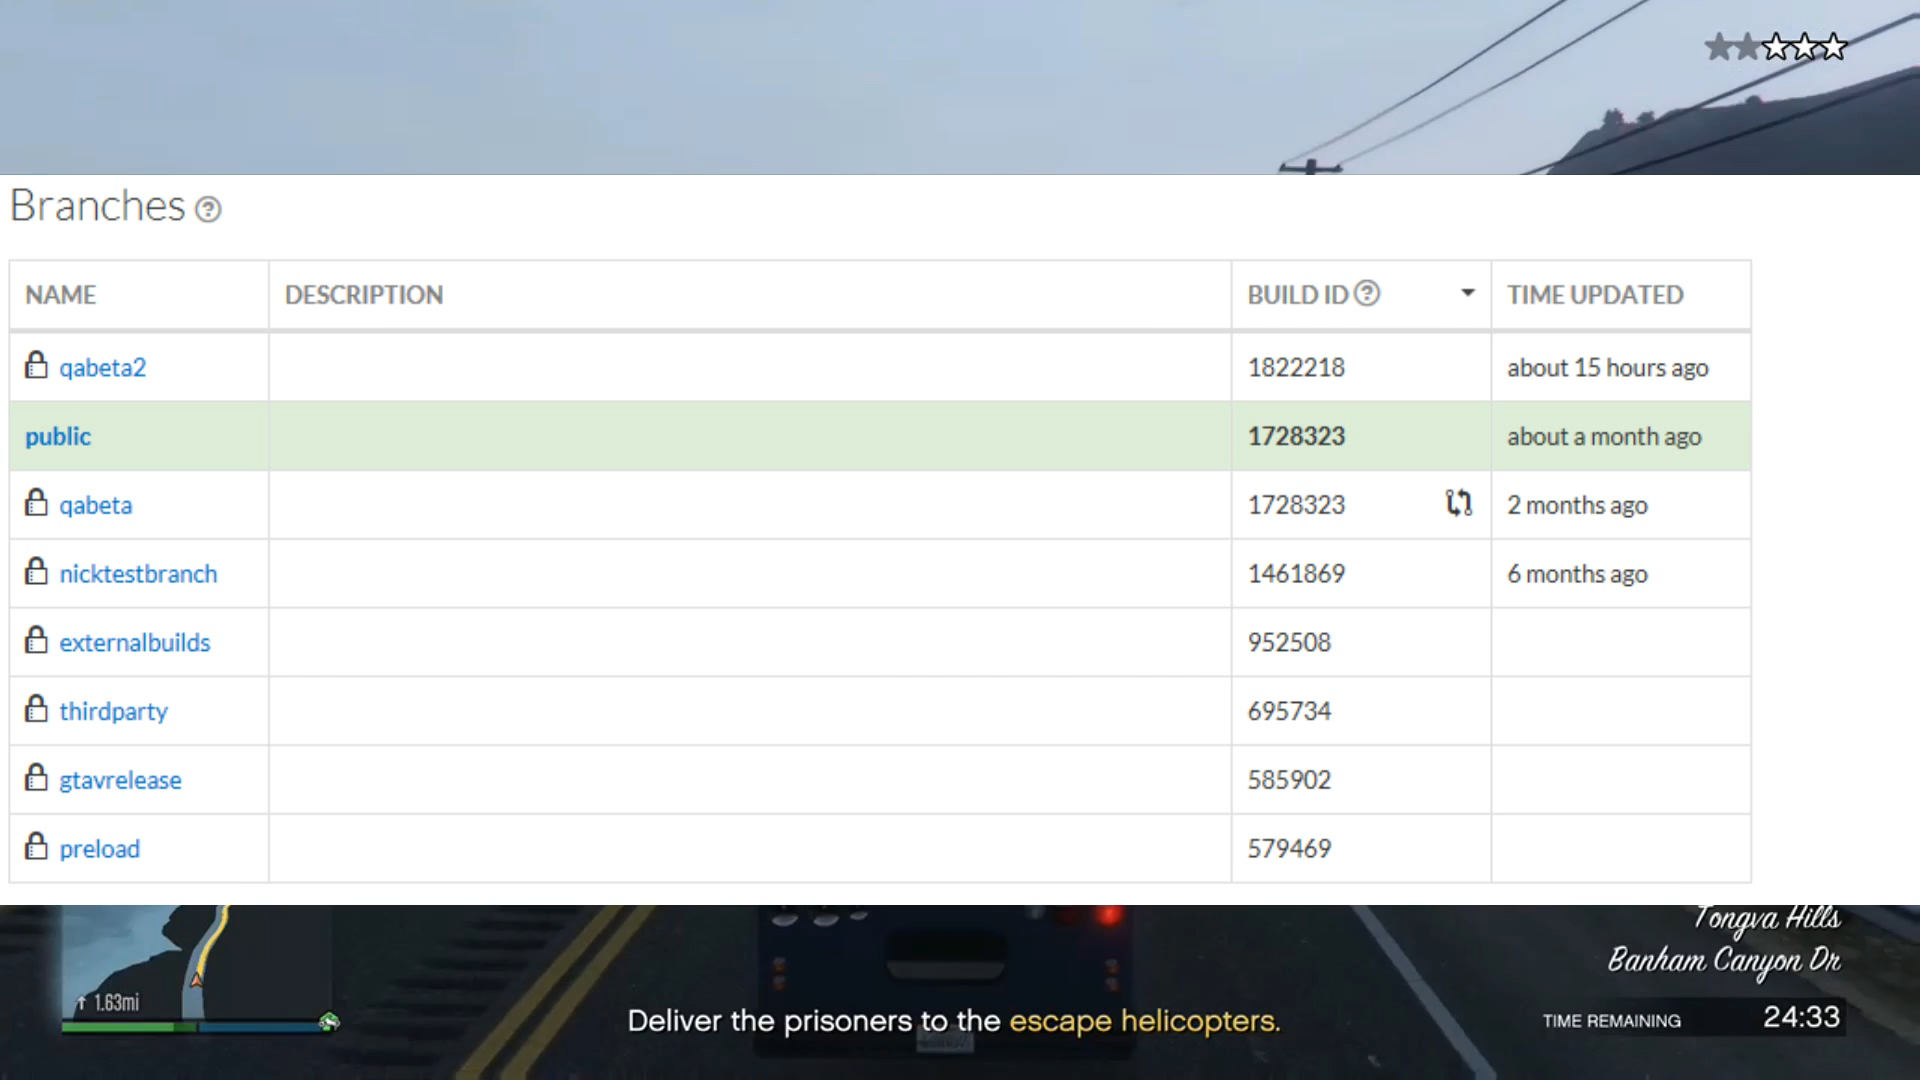 Branches ?
NAME DESCRIPTION BUILD ID ? TIME UPDATED
qabeta2 1822218 about 15 hours ago
public 1728323 about a month ago
qabeta 1728323 2 months ago
nicktestbranch 1461869 6 months ago
externalbuilds 952508
thirdparty 695734
gtavrelease 585902
preload 579469
Tongva Hills
Banham Canyon Dr
1.63mi
Deliver the prisoners to the escape helicopters.
TIME REMAINING 24:33